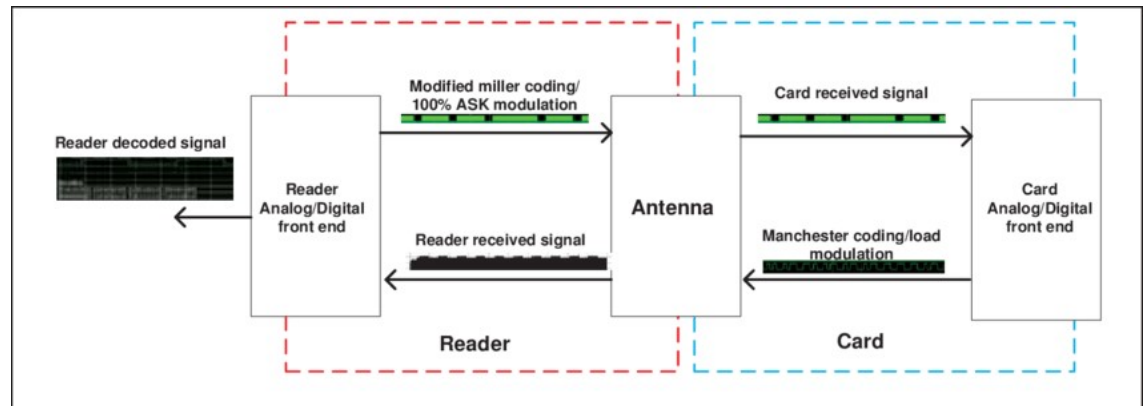 Modified miller coding/
100% ASK modulation
Card received signal
Reader decoded signal
Reader
Analog/Digital
front end
Antenna
Card
Analog/Digital
front end
Reader received signal
Manchester coding/load
modulation
Reader
Card